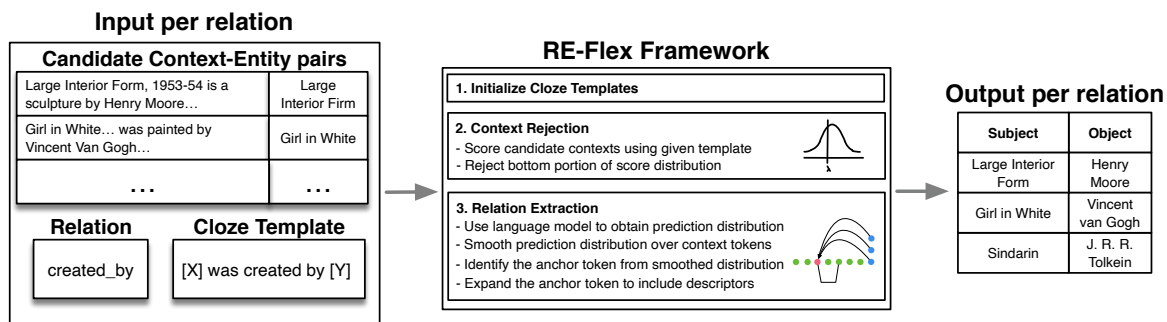 Input per relation
Candidate Context-Entity pairs
Large Interior Form, 1953-54 is a
sculpture by Henry Moore…
Large
Interior Firm
Girl in White… was painted by
Vincent Van Gogh…
Girl in White
...
...
Relation
created_by
Cloze Template
[X] was created by [Y]
RE-Flex Framework
1. Initialize Cloze Templates
2. Context Rejection
- Score candidate contexts using given template
- Reject bottom portion of score distribution
λ
3. Relation Extraction
- Use language model to obtain prediction distribution
- Smooth prediction distribution over context tokens
- Identify the anchor token from smoothed distribution
- Expand the anchor token to include descriptors
Output per relation
Subject
Object
Large Interior
Form
Henry
Moore
Girl in White
Vincent
van Gogh
Sindarin
J. R. R.
Tolkein